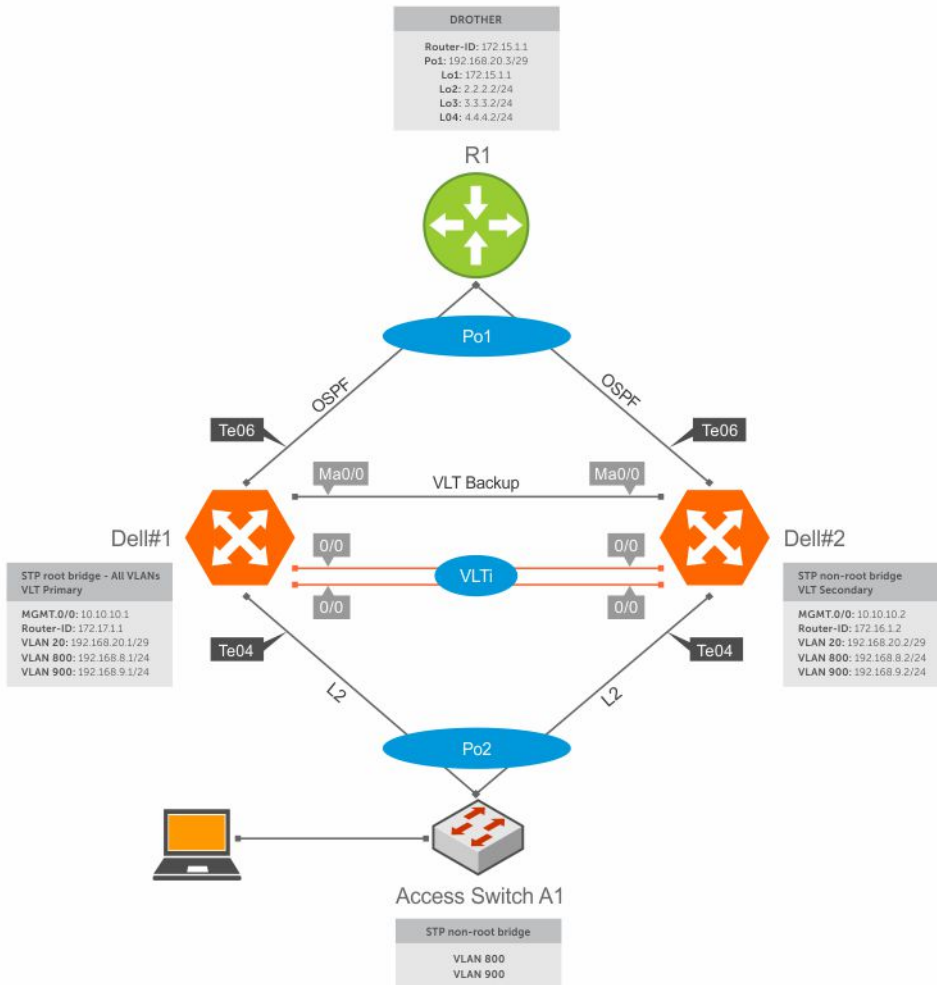 DROTHER
Router-ID: 172.15.1.1
Po1: 192.168.20.3/29
Lo1: 172.15.1.1
Lo2: 2.2.2.2/24
Lo3: 3.3.3.2/24
L04: 4.4.4.2/24
R1
Po1
OSPF
OSPF
Te06
Te06
Ma0/0
VLT Backup
Ma0/0
Dell#1
Dell#2
0/0
0/0
VLTi
0/0
0/0
STP root bridge - All VLANs
VLT Primary
MGMT.0/0: 10.10.10.1
Router-ID: 172.17.1.1
VLAN 20: 192.168.20.1/29
VLAN 800: 192.168.8.1/24
VLAN 900: 192.168.9.1/24
STP non-root bridge
VLT Secondary
MGMT.0/0: 10.10.10.2
Router-ID: 172.16.1.2
VLAN 20: 192.168.20.2/29
VLAN 800: 192.168.8.2/24
VLAN 900: 192.168.9.2/24
Te04
Te04
L2
L2
Po2
Access Switch A1
STP non-root bridge
VLAN 800
VLAN 900